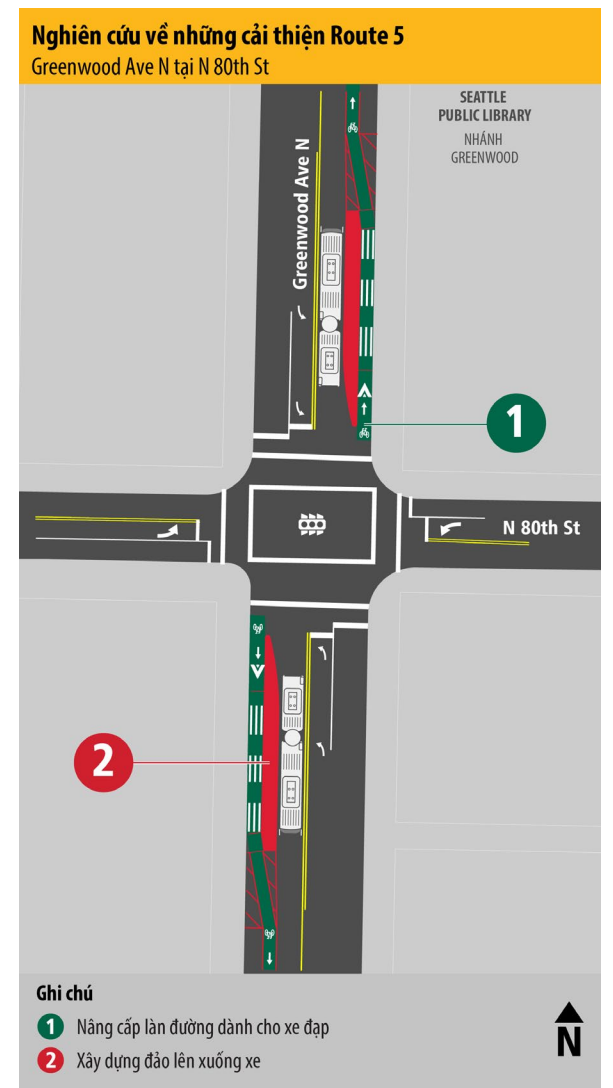 Nghiên cứu về những cải thiện Route 5
Greenwood Ave N tại N 80th St
SEATTLE
PUBLIC LIBRARY
NHÁNH
GREENWOOD
Greenwood Ave N
1
N 80th St
2
Ghi chú
1 Nâng cấp làn đường dành cho xe đạp
2 Xây dựng đảo lên xuống xe
N